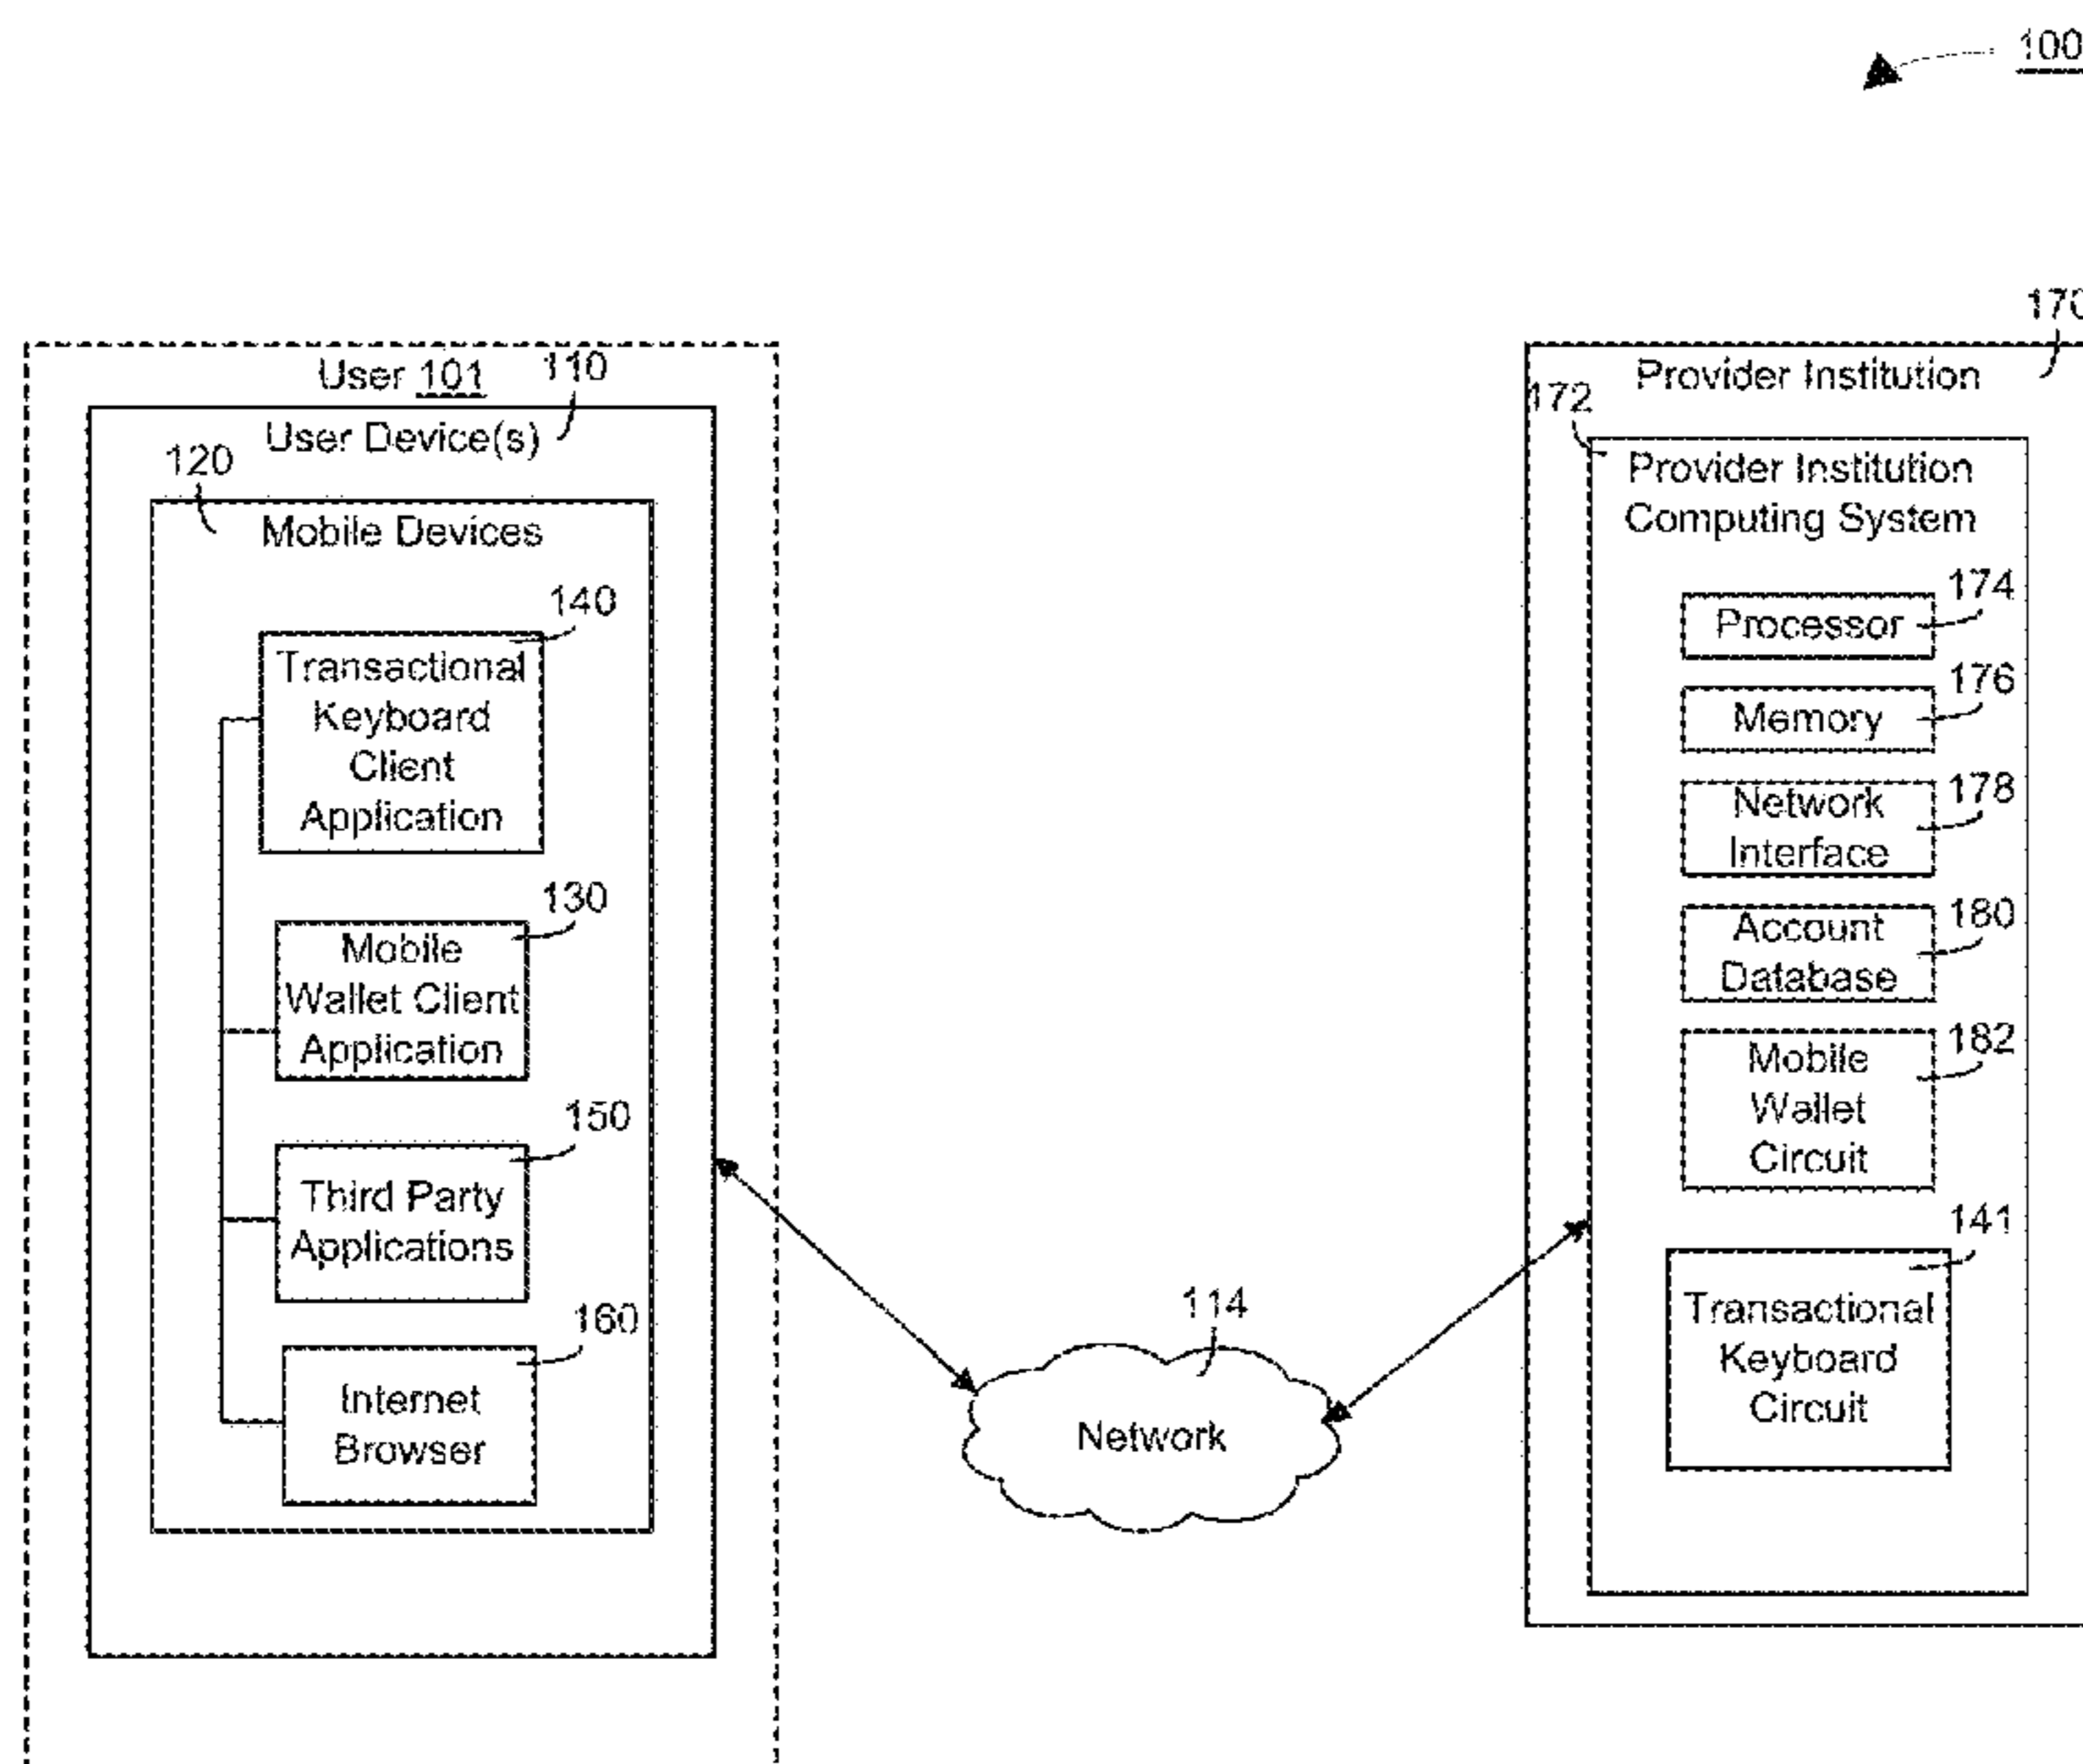 100
170
User 101
110
Provider Institution
172
User Device(s)
120
Provider Institution
Computing System
Mobile Devices
174
Processor
140
Transactional
Keyboard
Client
Application
176
Memory
178
Network
Interface
130
Mobile
Wallet Client
Application
180
Account
Database
182
Mobile
Wallet
Circuit
150
Third Party
Applications
141
Transactional
Keyboard
Circuit
160
Internet
Browser
114
Network